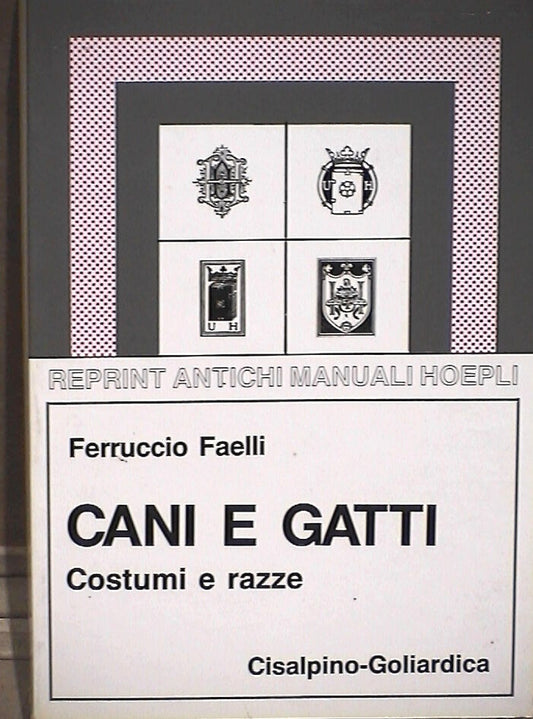 U H
U H
REPRINT ANTICHI MANUALI HOEPLI
Ferruccio Faelli
CANI E GATTI
Costumi e razze
Cisalpino-Goliardica